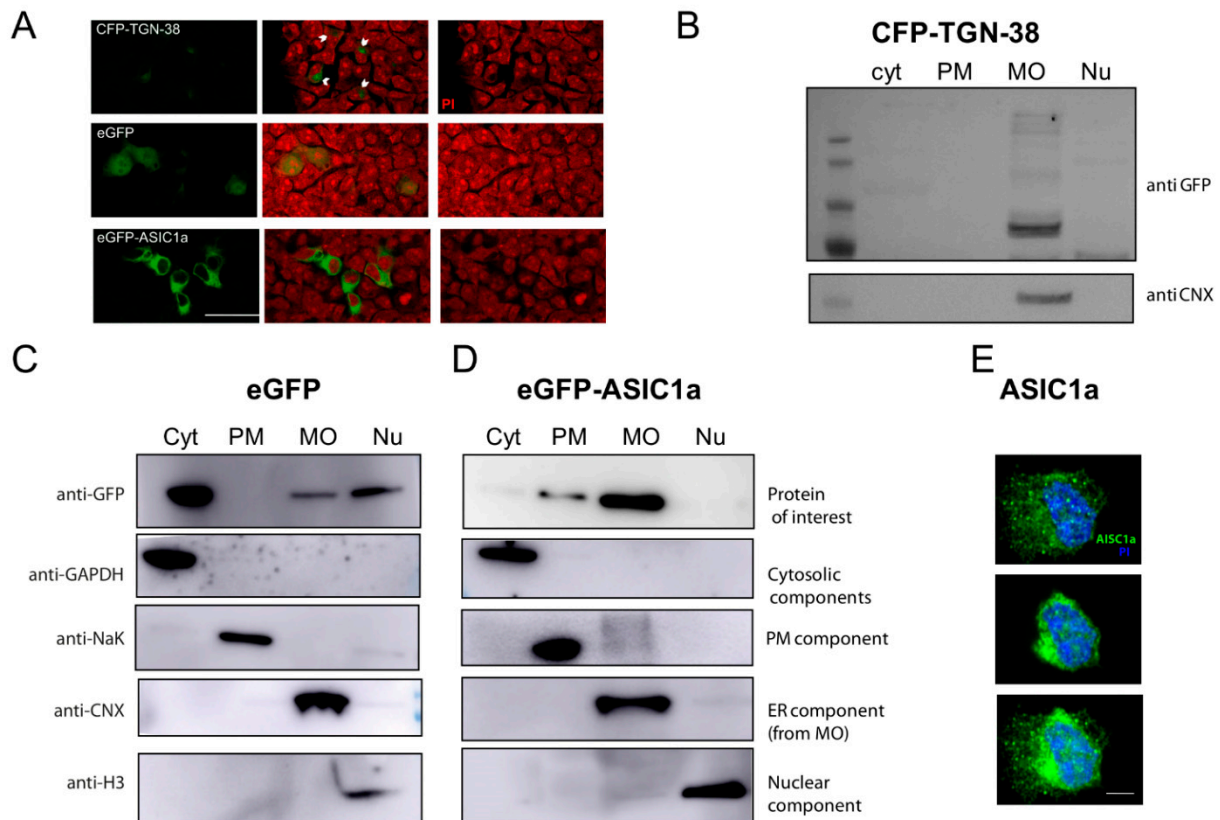 A
CFP-TGN-38
PI
eGFP
eGFP-ASIC1a
B
CFP-TGN-38
cyt PM MO Nu
anti GFP
anti CNX
C
eGFP
Cyt PM MO Nu
anti-GFP
anti-GAPDH
anti-NaK
anti-CNX
anti-H3
D
eGFP-ASIC1a
Cyt PM MO Nu
Protein
of interest
Cytosolic
components
PM component
ER component
(from MO)
Nuclear
component
E
ASIC1a
AISC1a
PI